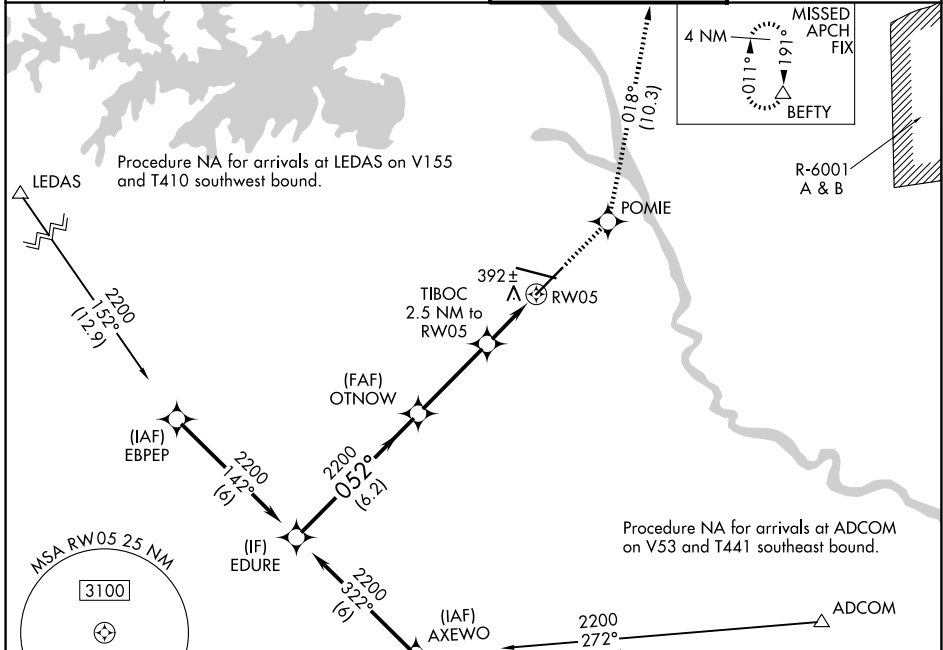 MISSED
APCH
FIX
4 NM
011°
191°
BEFTY
018°
(10.3)
R-6001
A & B
Procedure NA for arrivals at LEDAS on V155
and T410 southwest bound.
LEDAS
POMIE
392 ±
RW05
TIBOC
2.5 NM to
RW05
2200
152°
(12.9)
(FAF)
OTNOW
(IAF)
EBPEP
2200
142°
(6)
2200
052°
(6.2)
(IF)
EDURE
Procedure NA for arrivals at ADCOM
on V53 and T441 southeast bound.
MSA RW05 25 NM
3100
2200
322°
(6)
(IAF)
AXEWO
2200
272°
ADCOM